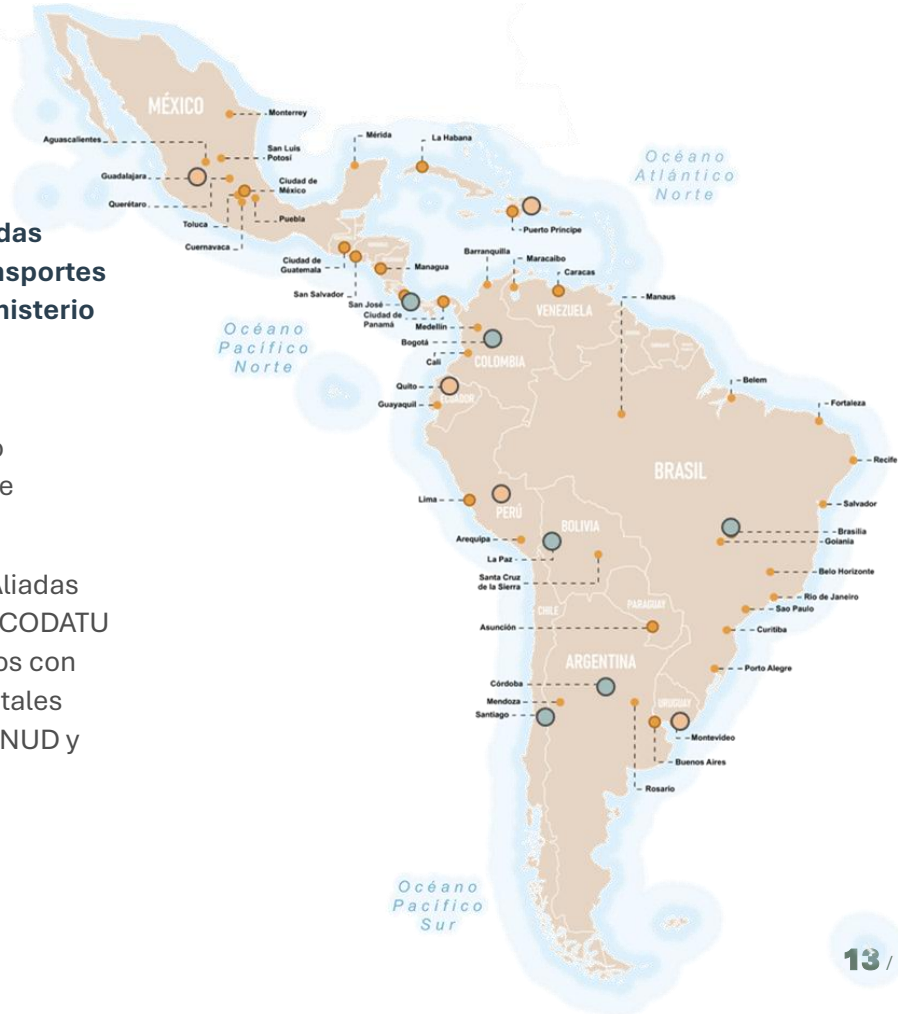 MÉXICO
Monterrey
Aguascalientes
San Luis
Potosí
Mérida
La Habana
Océano
Atlántico
Norte
Guadalajara
Ciudad de
México
Querétaro
Toluca
Puebla
Cuernavaca
Puerto Príncipe
das
nsportes
nisterio
Ciudad de
Guatemala
Managua
San Salvador
San José
Ciudad de
Panamá
Barranquilla
Maracaibo
Caracas
VENEZUELA
Manaus
Océano
Pacífico
Norte
Medellín
Bogotá
Cali
COLOMBIA
Quito
ECUADOR
Guayaquil
Belem
Fortaleza
o
e
BRASIL
Recife
Lima
PERÚ
Salvador
BOLIVIA
Brasilia
Goiania
Arequipa
La Paz
Santa Cruz
de la Sierra
Belo Horizonte
Aliadas
CODATU
os con
tales
NUD y
CHILE
PARAGUAY
Río de Janeiro
Sao Paulo
Asunción
Curitiba
ARGENTINA
Porto Alegre
Córdoba
Mendoza
Santiago
URUGUAY
Montevideo
Buenos Aires
Rosario
Océano
Pacífico
Sur
13 /